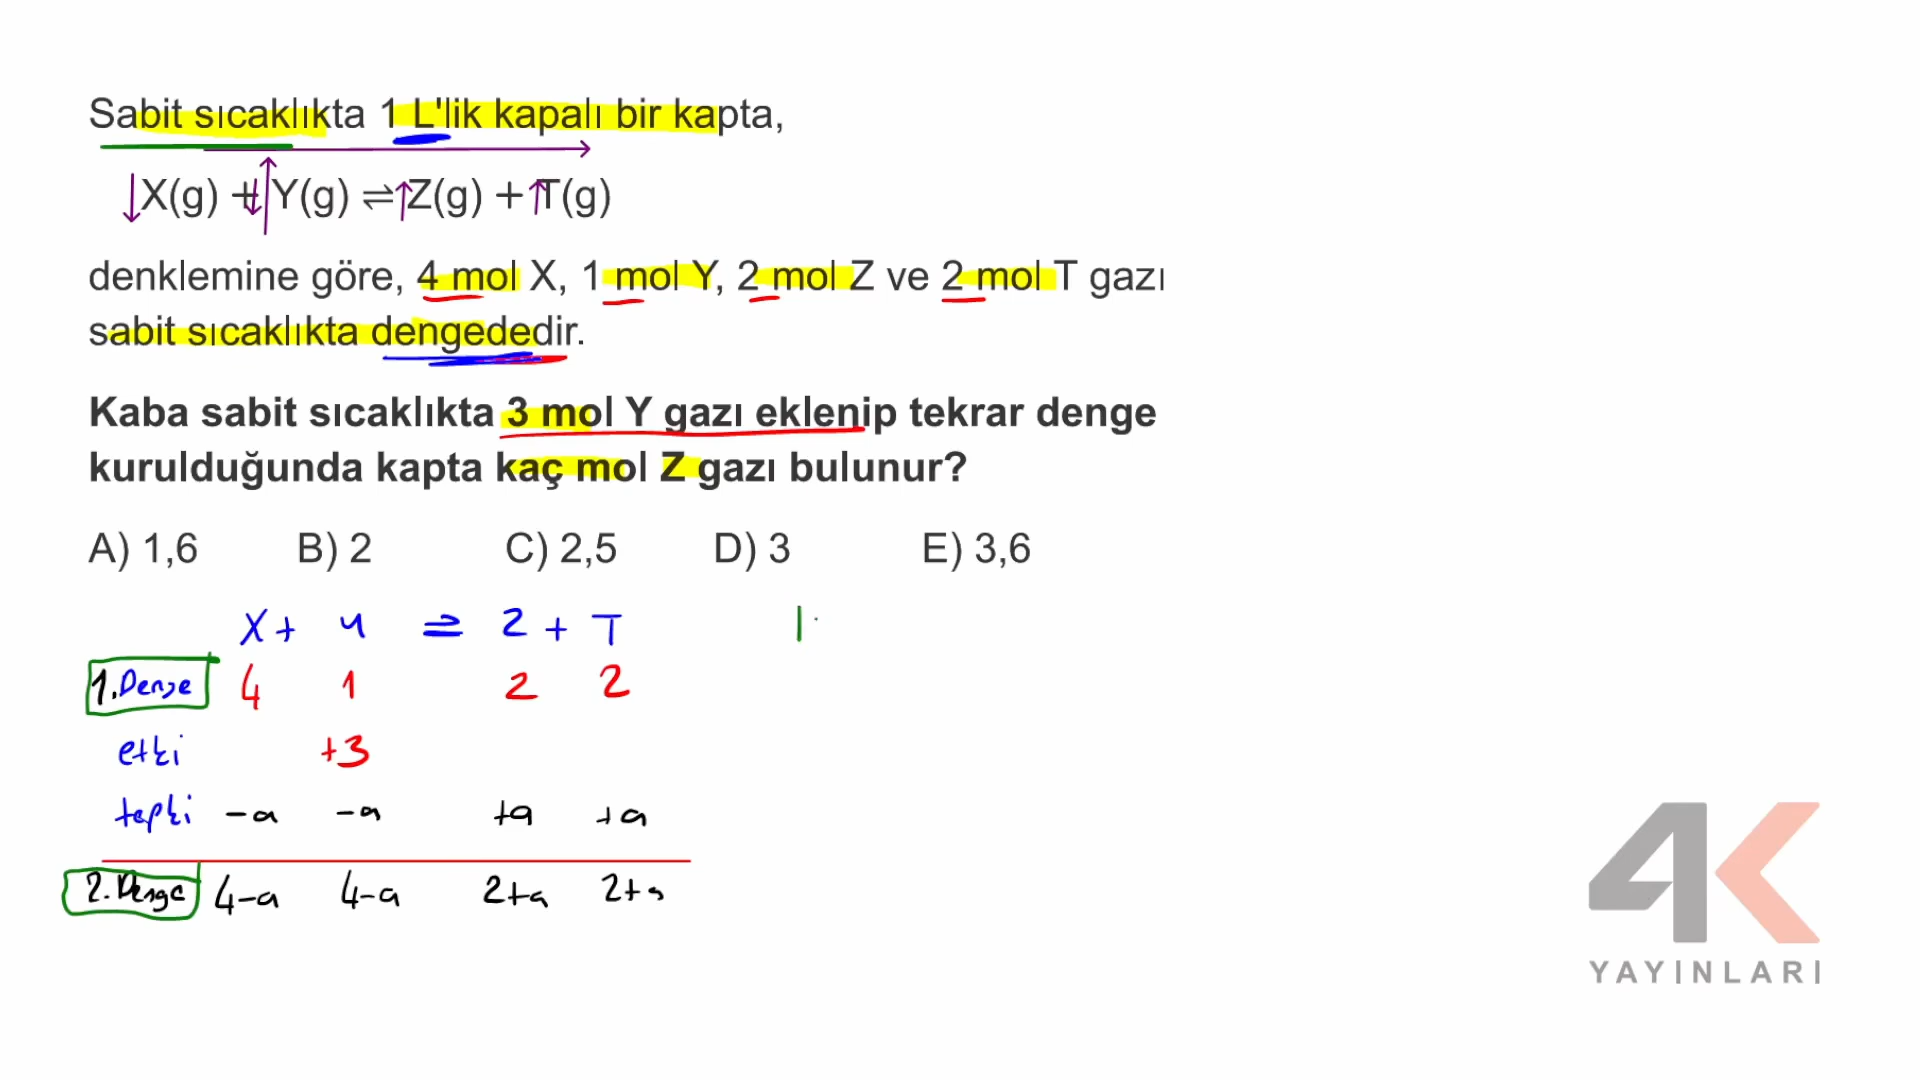 Sabit sıcaklıkta 1 L'lik kapalı bir kapta,
X(g) + Y(g) ⇌ Z(g) + T(g)
denklemine göre, 4 mol X, 1 mol Y, 2 mol Z ve 2 mol T gazı
sabit sıcaklıkta dengededir.
Kaba sabit sıcaklıkta 3 mol Y gazı eklenip tekrar denge
kurulduğunda kapta kaç mol Z gazı bulunur?
A) 1,6 B) 2 C) 2,5 D) 3 E) 3,6
X + y ⇌ Z + T
1.Denge 4 1 2 2
etki +3
tepki -a -a +a +a
2.Denge 4-a 4-a 2+a 2+a
4K
YAYINLARI